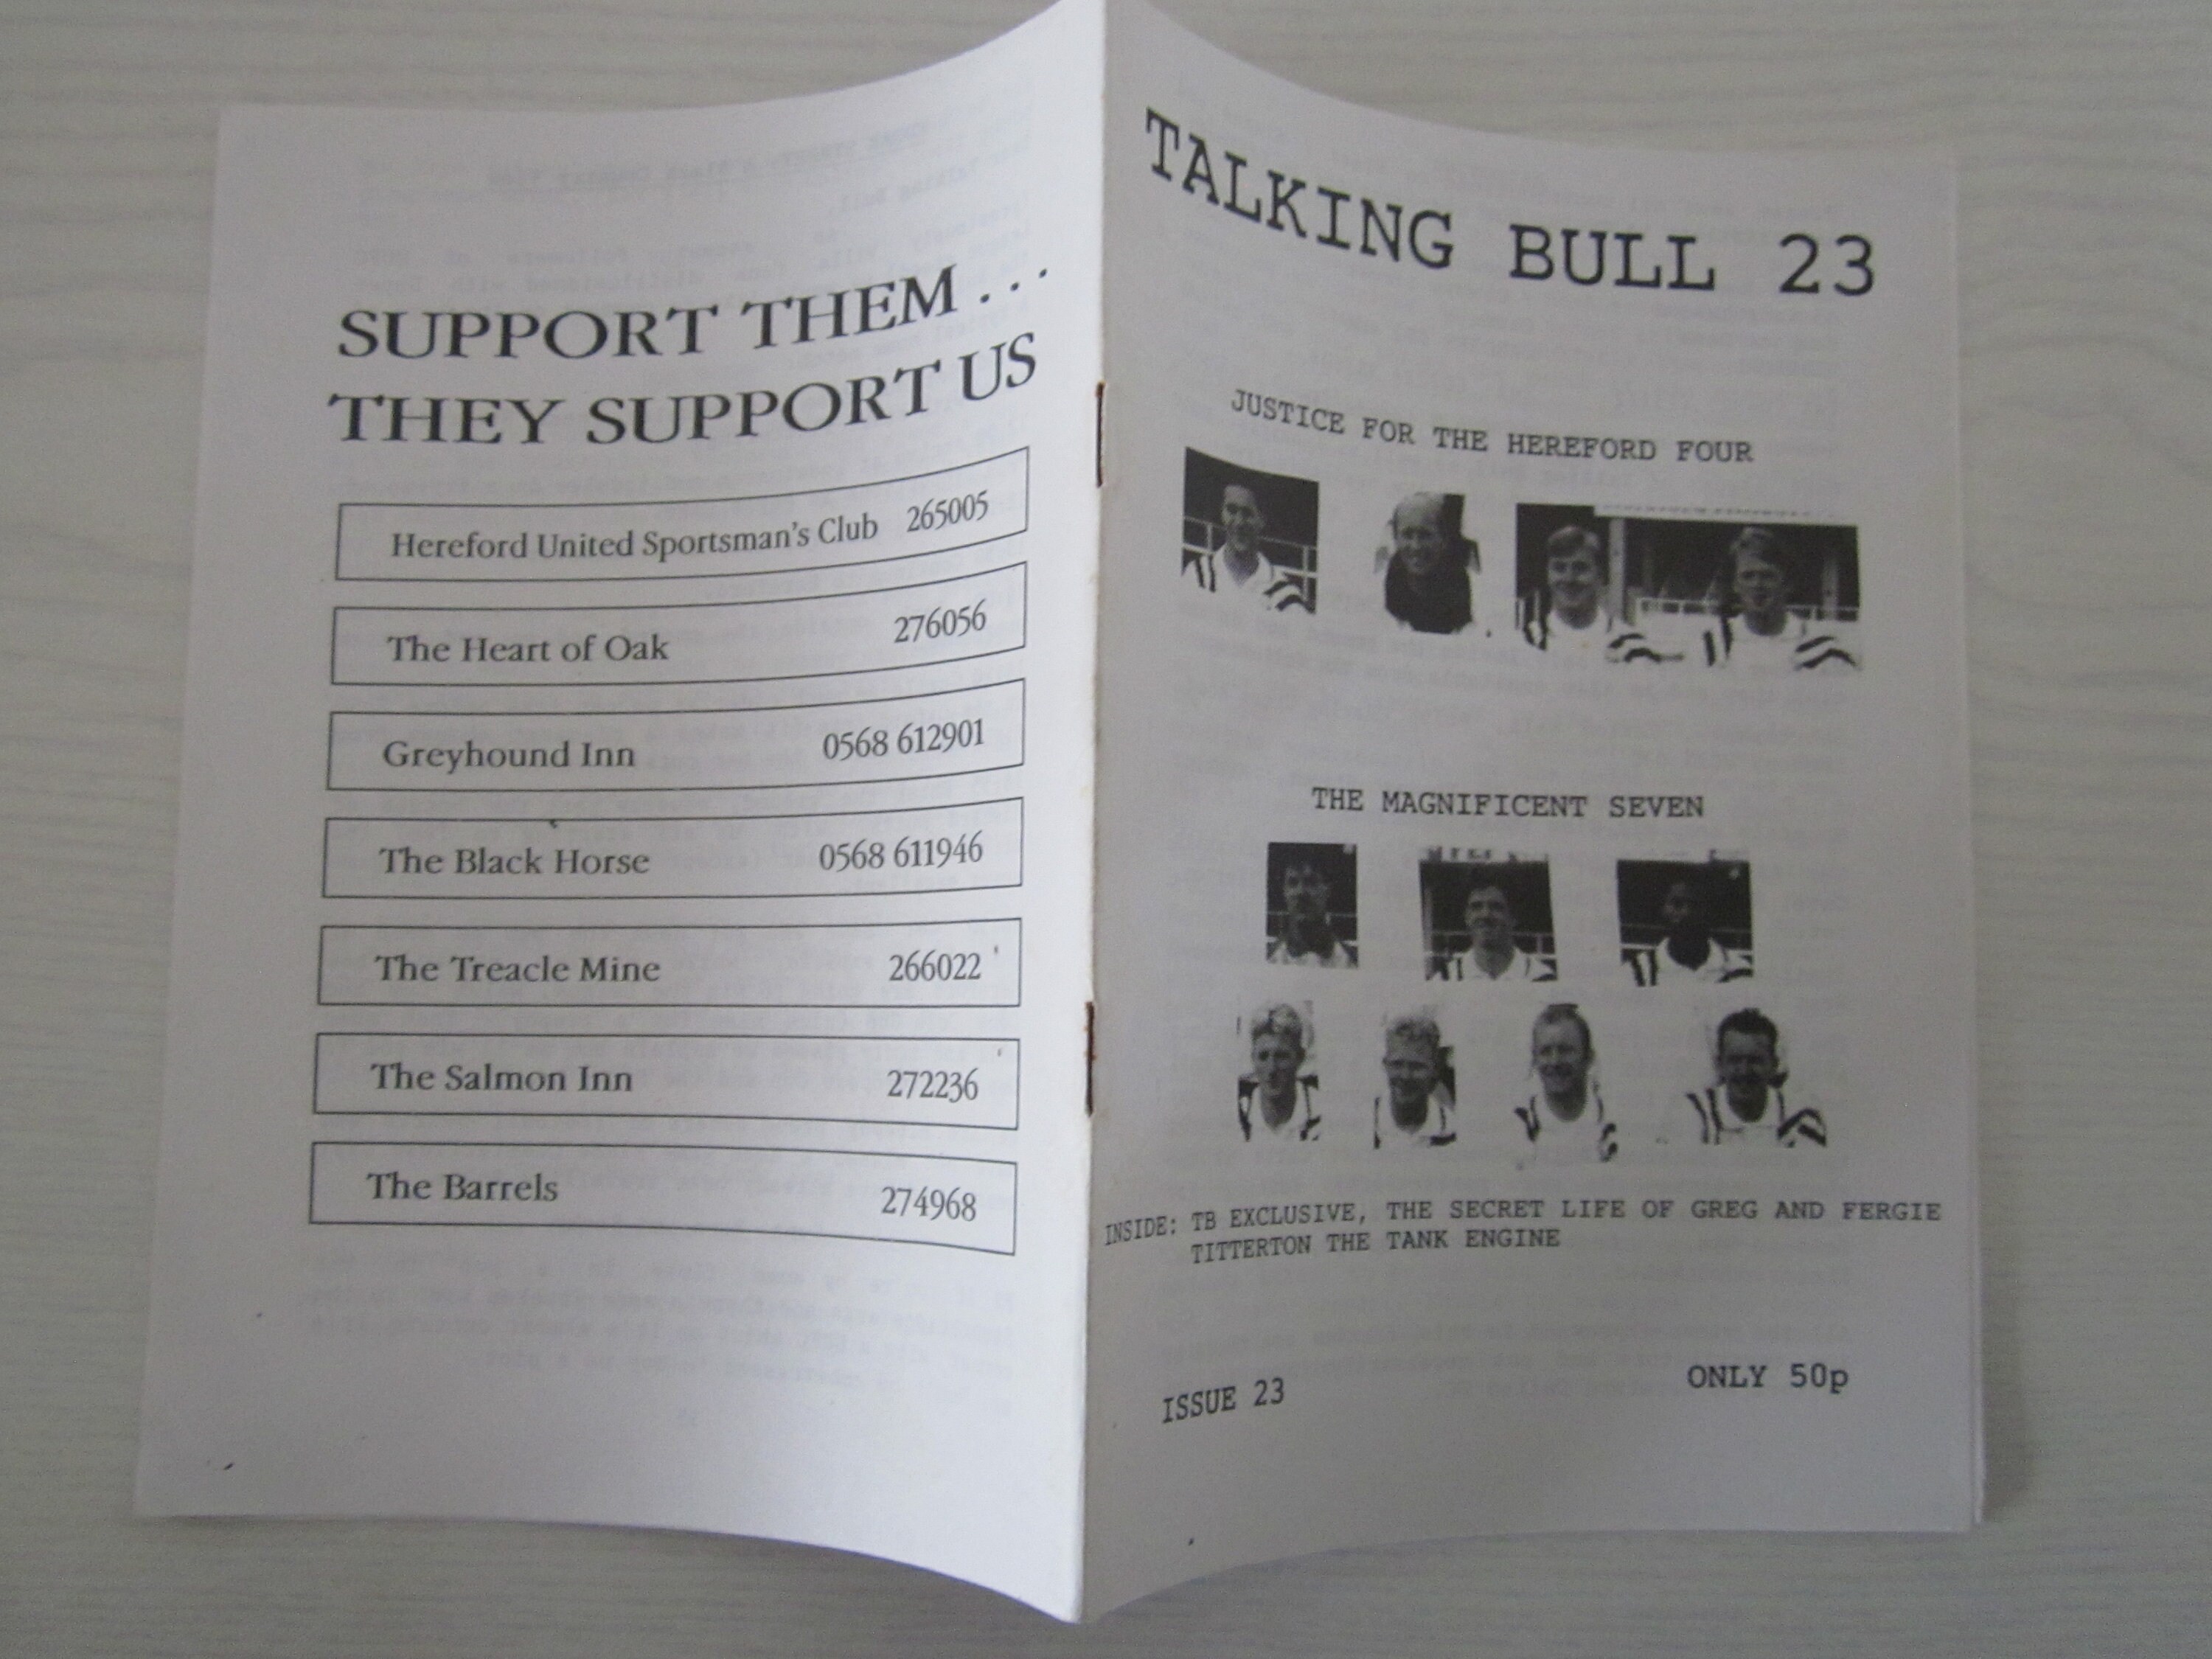 SUPPORT THEM...
THEY SUPPORT US
Hereford United Sportsman's Club 265005
The Heart of Oak 276056
Greyhound Inn 0568 612901
The Black Horse 0568 611946
The Treacle Mine 266022
The Salmon Inn 272236
The Barrels 274968
TALKING BULL 23
JUSTICE FOR THE HEREFORD FOUR
THE MAGNIFICENT SEVEN
INSIDE: TB EXCLUSIVE, THE SECRET LIFE OF GREG AND FERGIE
TITTERTON THE TANK ENGINE
ISSUE 23 ONLY 50p